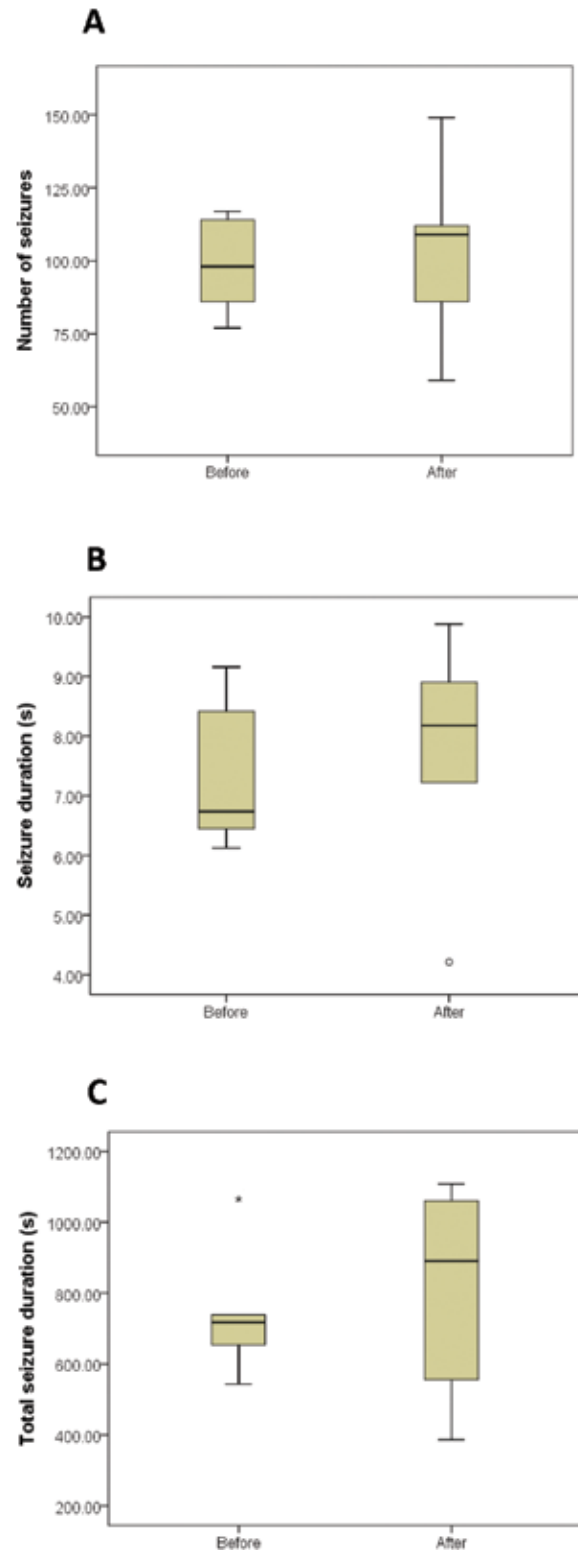 A
Number of seizures
150.00
125.00
100.00
75.00
50.00
Before After
B
Seizure duration (s)
10.00
9.00
8.00
7.00
6.00
5.00
4.00
Before After
C
Total seizure duration (s)
1200.00
1000.00
800.00
600.00
400.00
200.00
Before After